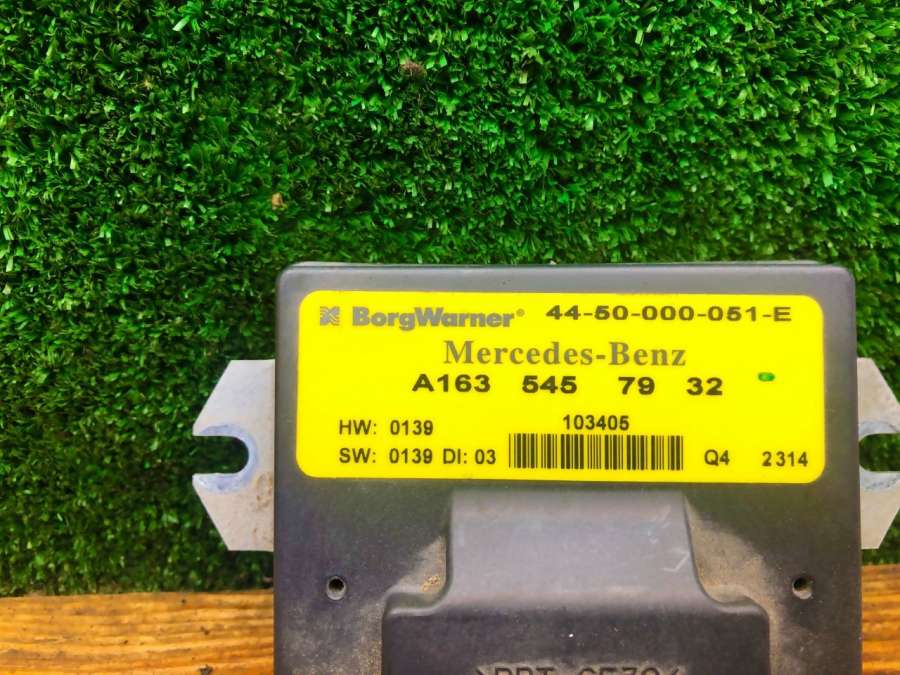 BorgWarner® 44-50-000-051-E
Mercedes-Benz
A163 545 79 32
HW: 0139 103405
SW: 0139 DI: 03 Q4 2314